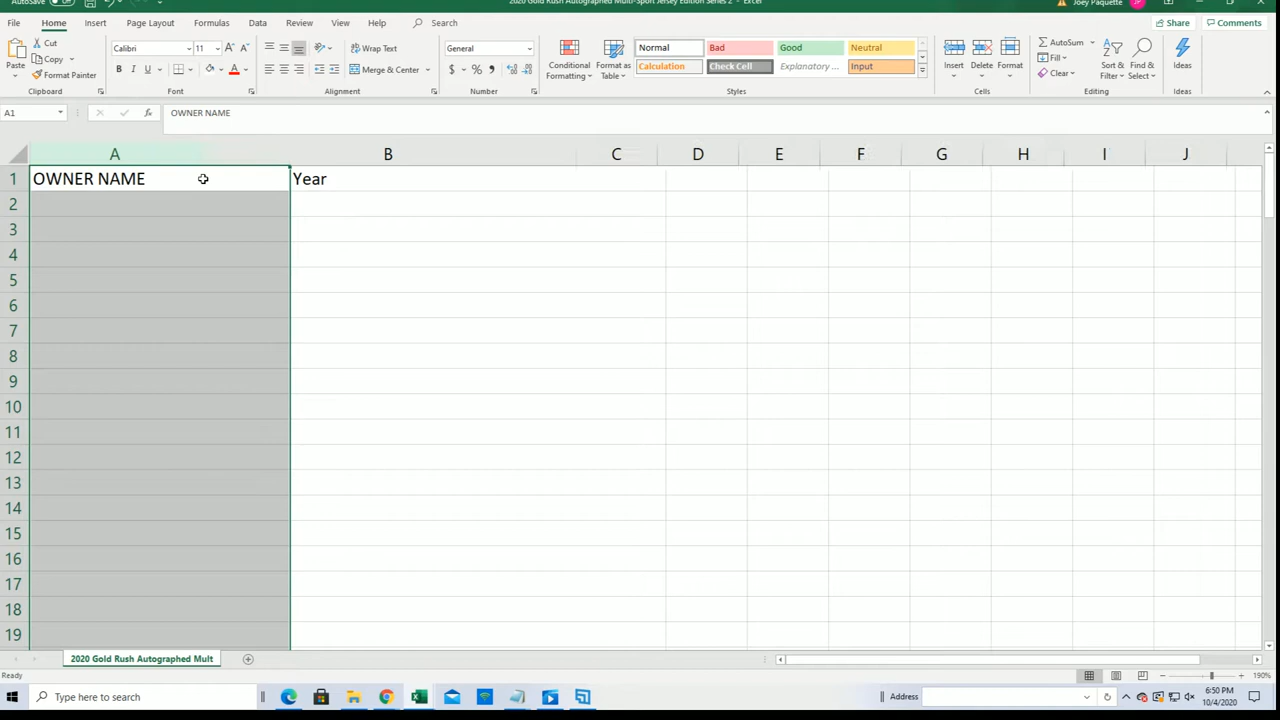 AutoSave
2020 Gold Rush Autographed Multi-Sport Jersey Edition Series 2 - Excel
Joey Paquette
JP
File Home Insert Page Layout Formulas Data Review View Help Search
Share Comments
Paste
Cut
Copy
Format Painter
Clipboard
Calibri 11
B I U
Font
Wrap Text
Merge & Center
Alignment
General
$ % ,
Number
Conditional
Formatting
Format as
Table
Normal Bad Good Neutral
Calculation Check Cell Explanatory ... Input
Styles
Insert Delete Format
Cells
AutoSum
Fill
Clear
Sort &
Filter
Find &
Select
Editing
Ideas
Ideas
A1 fx OWNER NAME
A B C D E F G H I J
1 OWNER NAME Year
2
3
4
5
6
7
8
9
10
11
12
13
14
15
16
17
18
19
2020 Gold Rush Autographed Mult
Ready
190%
Type here to search
Address
6:50 PM
10/4/2020